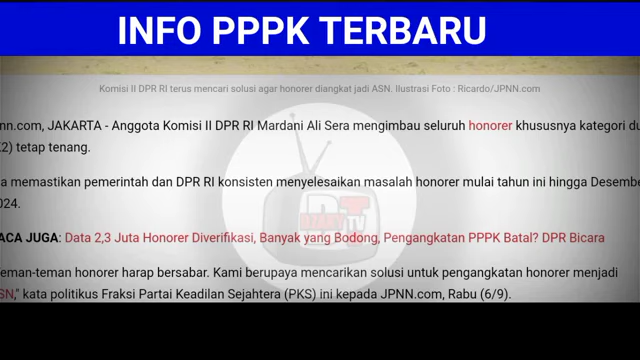 INFO PPPK TERBARU
Komisi II DPR RI terus mencari solusi agar honorer diangkat jadi ASN. Ilustrasi Foto : Ricardo/JPNN.com
nn.com, JAKARTA - Anggota Komisi II DPR RI Mardani Ali Sera mengimbau seluruh honorer khususnya kategori du
K2) tetap tenang.
a memastikan pemerintah dan DPR RI konsisten menyelesaikan masalah honorer mulai tahun ini hingga Desembe
024.
ACA JUGA: Data 2,3 Juta Honorer Diverifikasi, Banyak yang Bodong, Pengangkatan PPPK Batal? DPR Bicara
eman-teman honorer harap bersabar. Kami berupaya mencarikan solusi untuk pengangkatan honorer menjadi
SN," kata politikus Fraksi Partai Keadilan Sejahtera (PKS) ini kepada JPNN.com, Rabu (6/9).